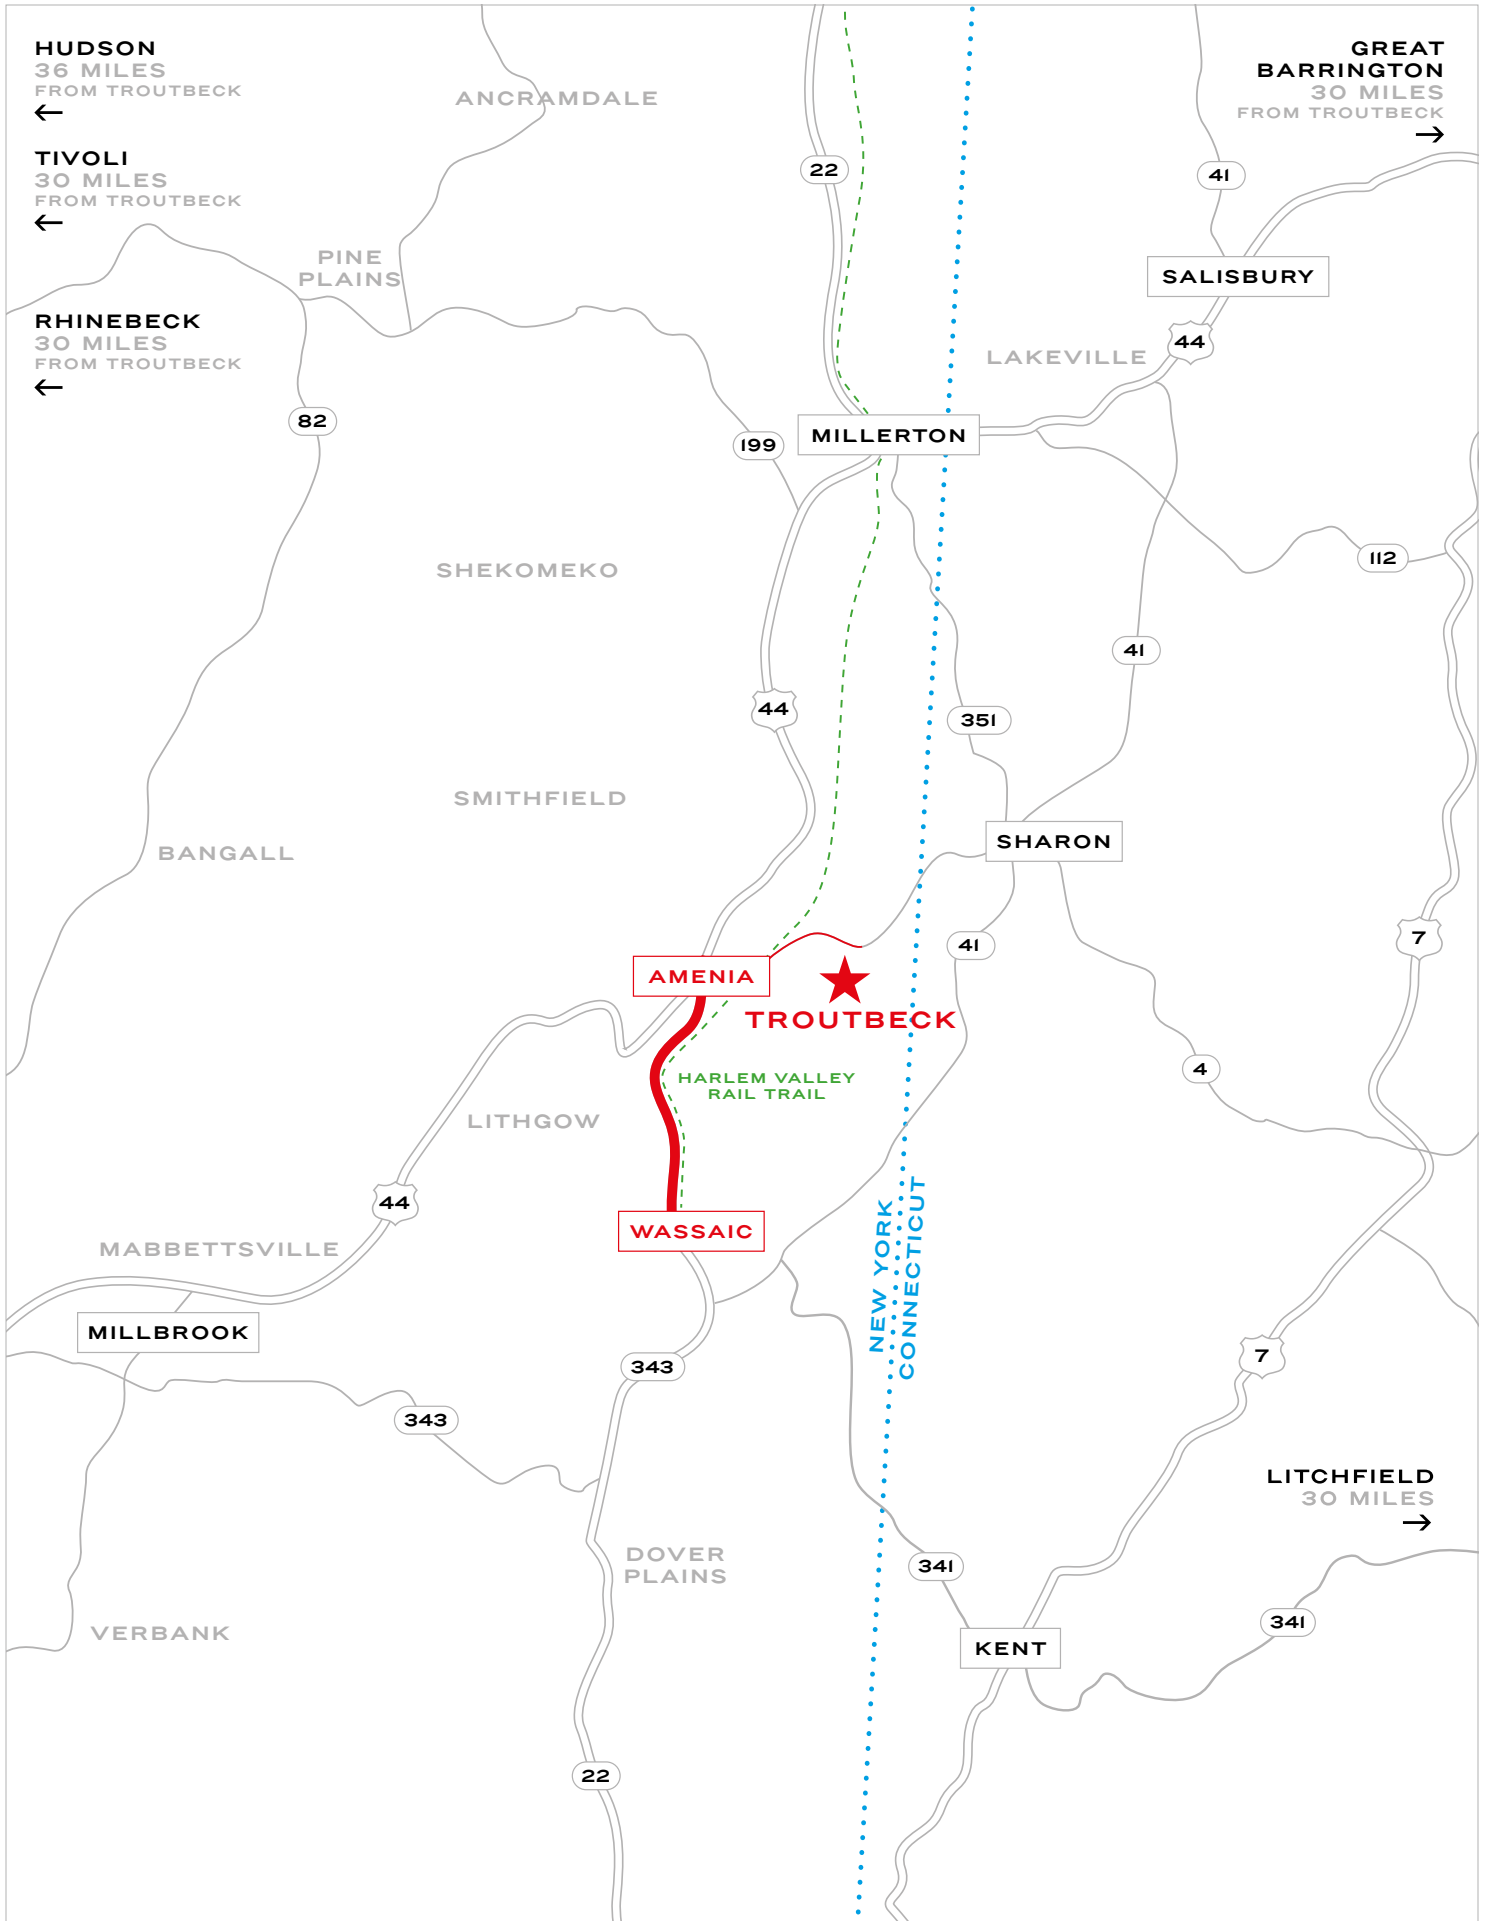 HUDSON
36 MILES
FROM TROUTBECK
←
TIVOLI
30 MILES
FROM TROUTBECK
←
RHINEBECK
30 MILES
FROM TROUTBECK
←
GREAT
BARRINGTON
30 MILES
FROM TROUTBECK
→
ANCRAMDALE
22
41
PINE
PLAINS
SALISBURY
44
LAKEVILLE
82
MILLERTON
199
112
SHEKOMEKO
41
44
351
SMITHFIELD
SHARON
BANGALL
7
41
AMENIA
TROUTBECK
4
HARLEM VALLEY
RAIL TRAIL
LITHGOW
44
WASSAIC
MABBETTSVILLE
NEW YORK
CONNECTICUT
MILLBROOK
7
343
343
LITCHFIELD
30 MILES
→
DOVER
PLAINS
341
341
VERBANK
KENT
22